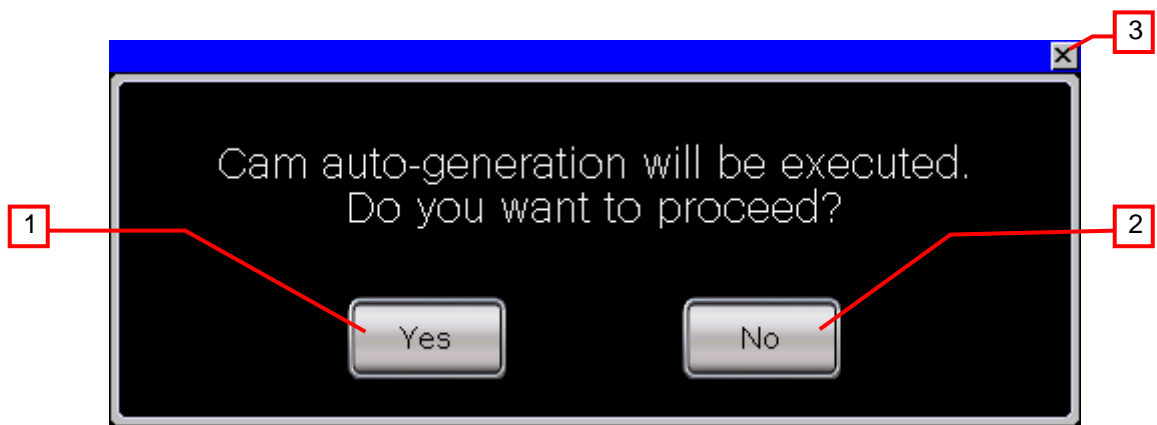 3
Cam auto-generation will be executed.
Do you want to proceed?
1
2
Yes No